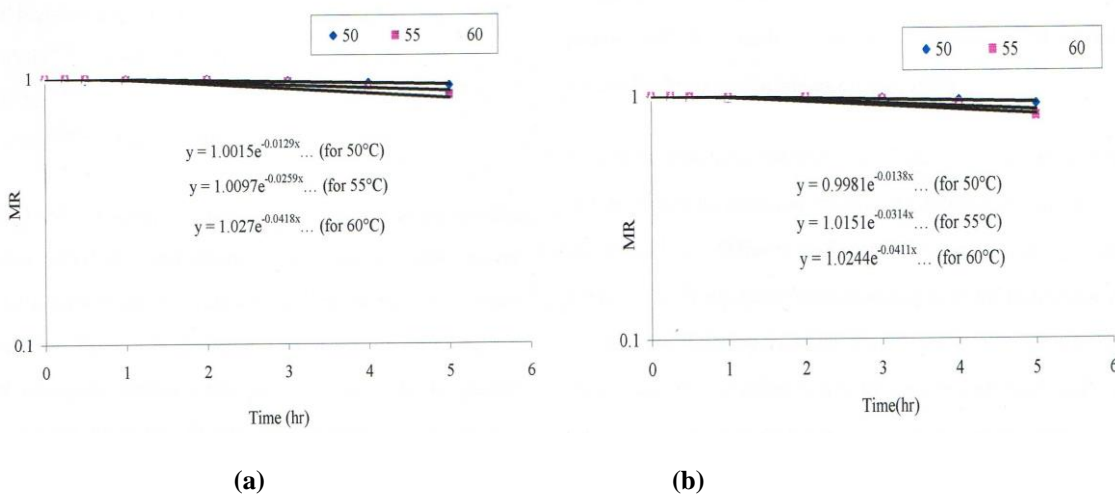 50 55 60
1
y = 1.0015e^-0.0129x... (for 50°C)
y = 1.0097e^-0.0259x... (for 55°C)
y = 1.027e^-0.0418x... (for 60°C)
MR
0.1
0 1 2 3 4 5 6
Time (hr)
(a)
50 55 60
1
y = 0.9981e^-0.0138x... (for 50°C)
y = 1.0151e^-0.0314x... (for 55°C)
y = 1.0244e^-0.0411x... (for 60°C)
MR
0.1
0 1 2 3 4 5 6
Time(hr)
(b)